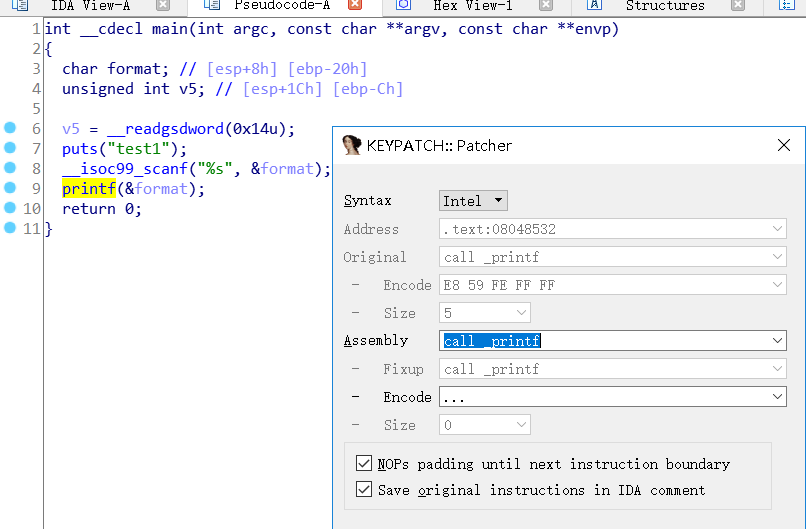 IDA View-A
Pseudocode-A
Hex View-1
Structures
1 int __cdecl main(int argc, const char **argv, const char **envp)
2 {
3 char format; // [esp+8h] [ebp-20h]
4 unsigned int v5; // [esp+1Ch] [ebp-Ch]
5
6 v5 = __readgsdword(0x14u);
7 puts("test1");
8 __isoc99_scanf("%s", &format);
9 printf(&format);
10 return 0;
11 }
KEYPATCH:: Patcher
Syntax Intel
Address .text:08048532
Original call _printf
- Encode E8 59 FE FF FF
- Size 5
Assembly call _printf
- Fixup call _printf
- Encode ...
- Size 0
NOPs padding until next instruction boundary
Save original instructions in IDA comment